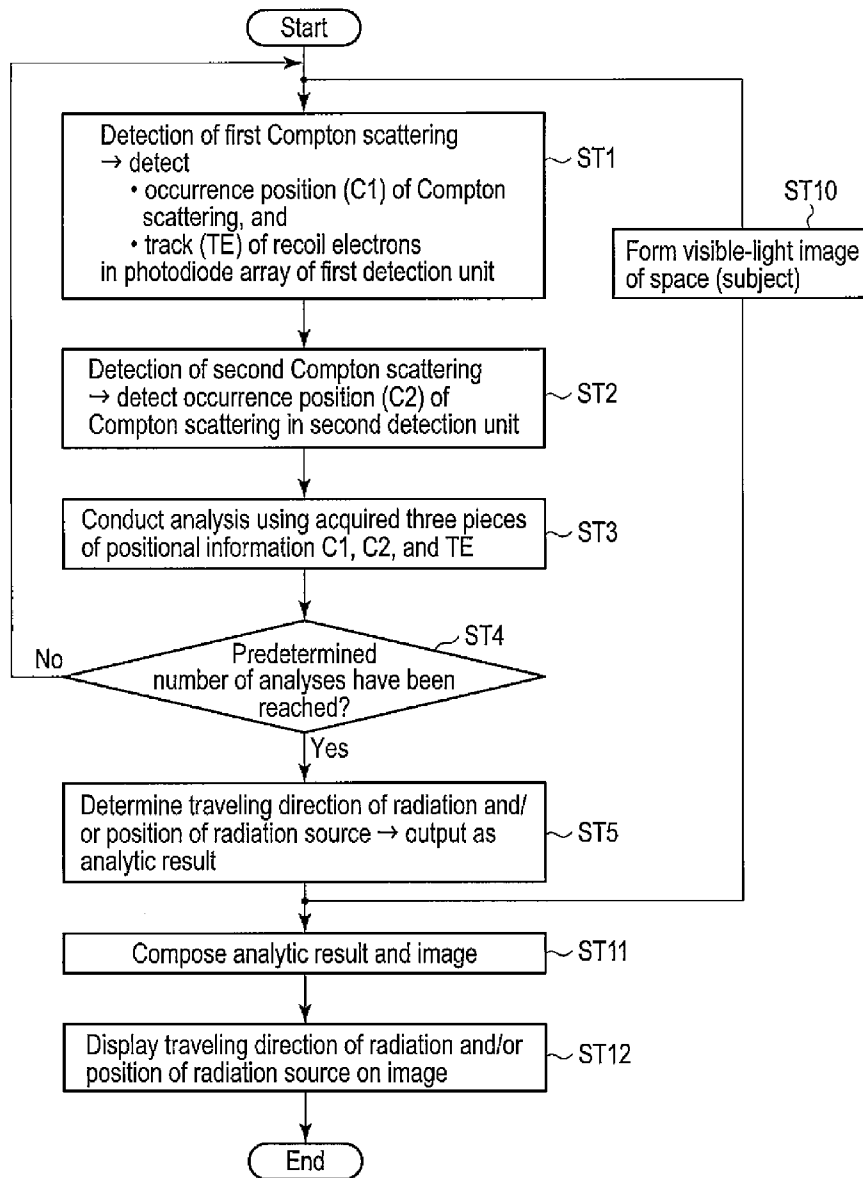 Start
Detection of first Compton scattering
→ detect
• occurrence position (C1) of Compton
scattering, and
• track (TE) of recoil electrons
in photodiode array of first detection unit
ST1
ST10
Form visible-light image
of space (subject)
Detection of second Compton scattering
→ detect occurrence position (C2) of
Compton scattering in second detection unit
ST2
Conduct analysis using acquired three pieces
of positional information C1, C2, and TE
ST3
ST4
No
Predetermined
number of analyses have been
reached?
Yes
Determine traveling direction of radiation and/
or position of radiation source → output as
analytic result
ST5
Compose analytic result and image
ST11
Display traveling direction of radiation and/or
position of radiation source on image
ST12
End